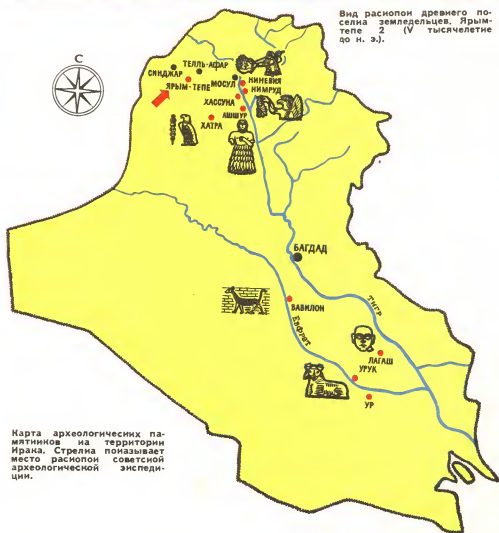 Вид раскопок древнего по-
селка земледельцев. Ярым-
тепе 2 (V тысячелетие
до н. э.).
С
СИНДЖАР
ТЕЛЛЬ-АФАР
ЯРЫМ-ТЕПЕ
МОСУЛ
НИНЕВИЯ
НИМРУД
ХАССУНА
АШШУР
ХАТРА
БАГДАД
ТИГР
ВАВИЛОН
ЕВФРАТ
ЛАГАШ
УРУК
УР
Карта археологических па-
мятников на территории
Ирака. Стрелка показывает
место раскопок советской
археологической экспеди-
ции.